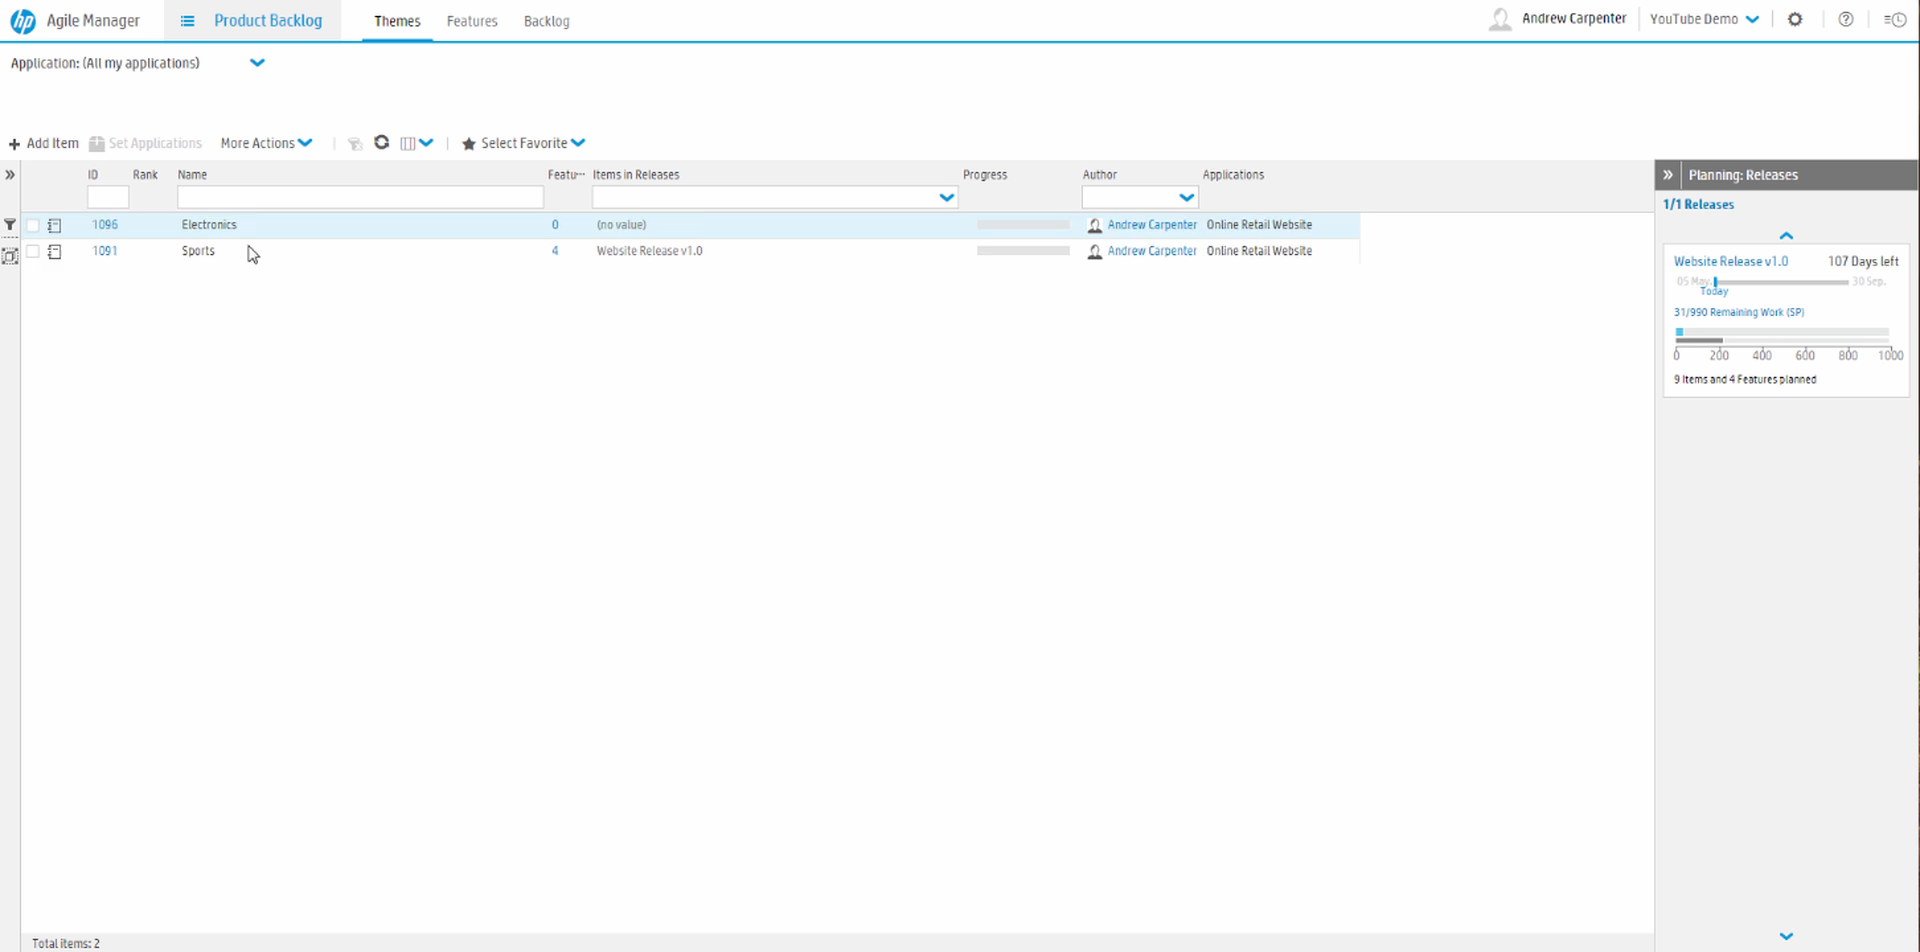 hp Agile Manager Product Backlog Themes Features Backlog Andrew Carpenter YouTube Demo
Application: (All my applications)
Add Item Set Applications More Actions Select Favorite
ID Rank Name Featu··· Items in Releases Progress Author Applications
1096 Electronics 0 (no value) Andrew Carpenter Online Retail Website
1091 Sports 4 Website Release v1.0 Andrew Carpenter Online Retail Website
Planning: Releases
1/1 Releases
Website Release v1.0 107 Days left
05 May. 30 Sep.
Today
31/990 Remaining Work (SP)
0 200 400 600 800 1000
9 Items and 4 Features planned
Total items: 2